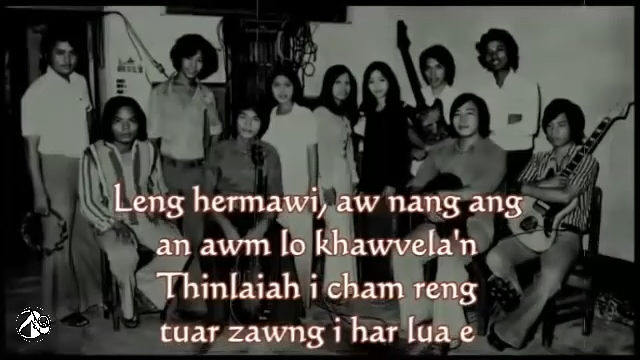 Leng hermawi, aw nang ang
an awm lo khawvela'n
Thinlaiah i cham reng
tuar zawng i har lua e